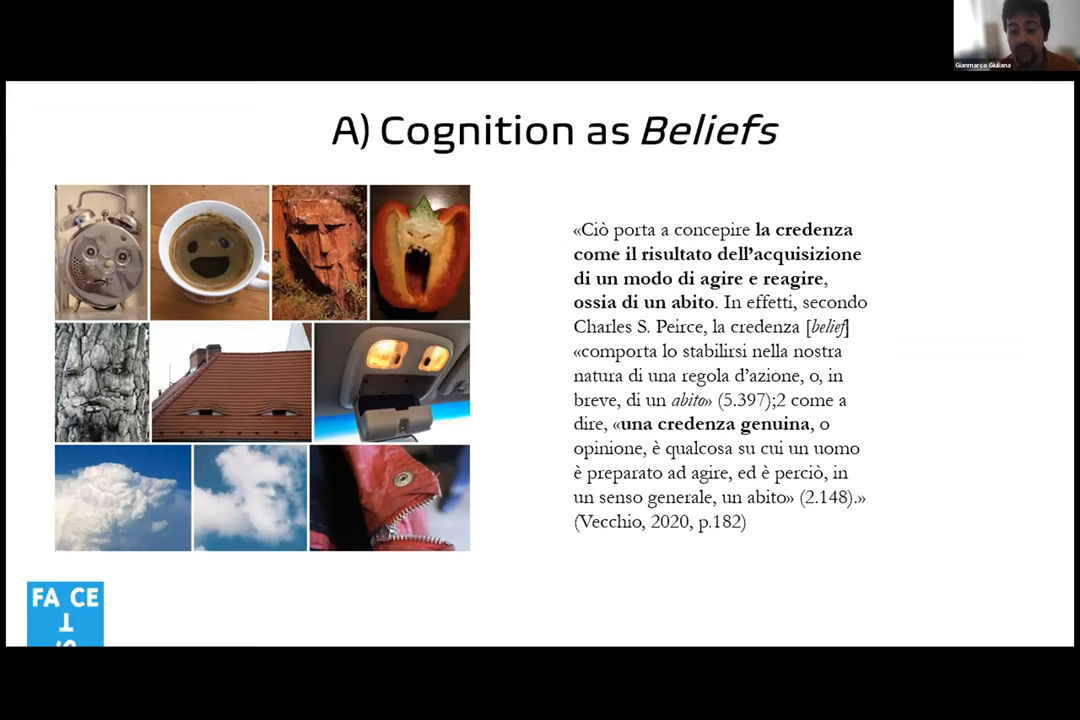 Gianmarco Giuliana
A) Cognition as Beliefs
«Ciò porta a concepire la credenza
come il risultato dell'acquisizione
di un modo di agire e reagire,
ossia di un abito. In effetti, secondo
Charles S. Peirce, la credenza [belief]
«comporta lo stabilirsi nella nostra
natura di una regola d'azione, o, in
breve, di un abito» (5.397);2 come a
dire, «una credenza genuina, o
opinione, è qualcosa su cui un uomo
è preparato ad agire, ed è perciò, in
un senso generale, un abito» (2.148).»
(Vecchio, 2020, p.182)
FA CE
T